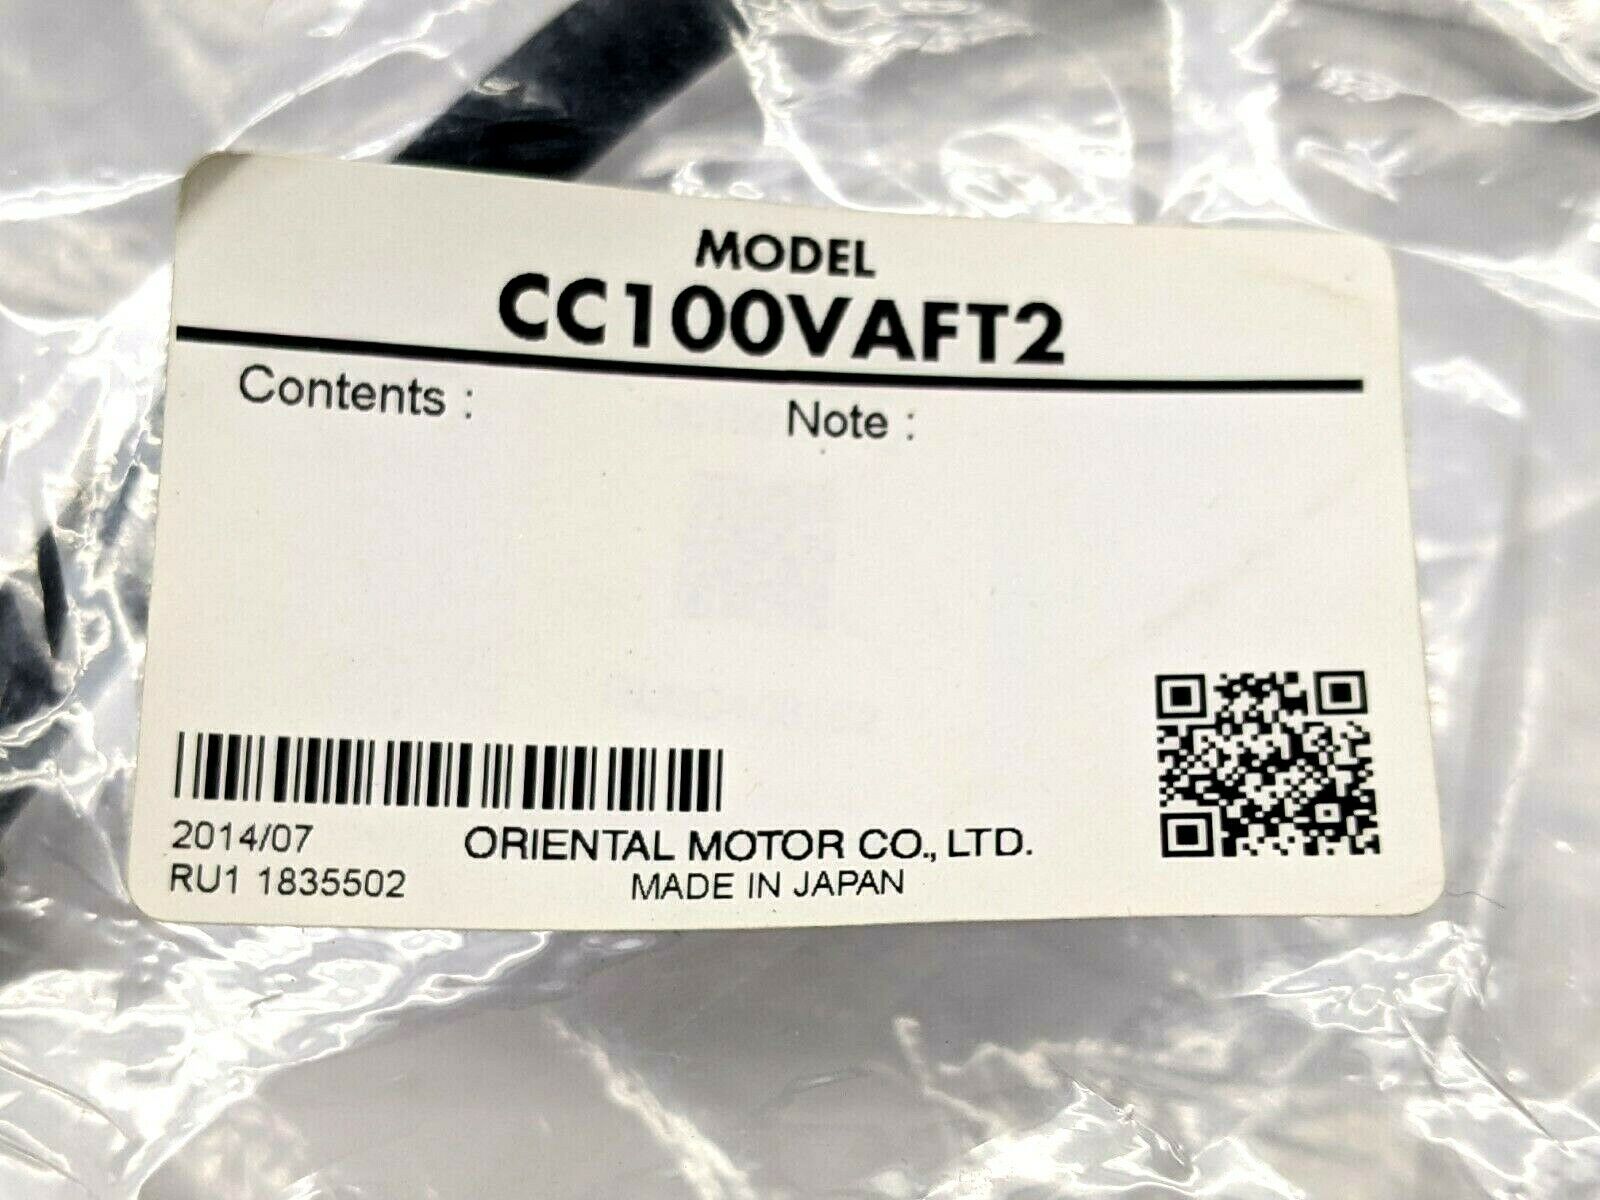 MODEL
CC100VAFT2
Contents :
Note :
2014/07
RU1 1835502
ORIENTAL MOTOR CO., LTD.
MADE IN JAPAN